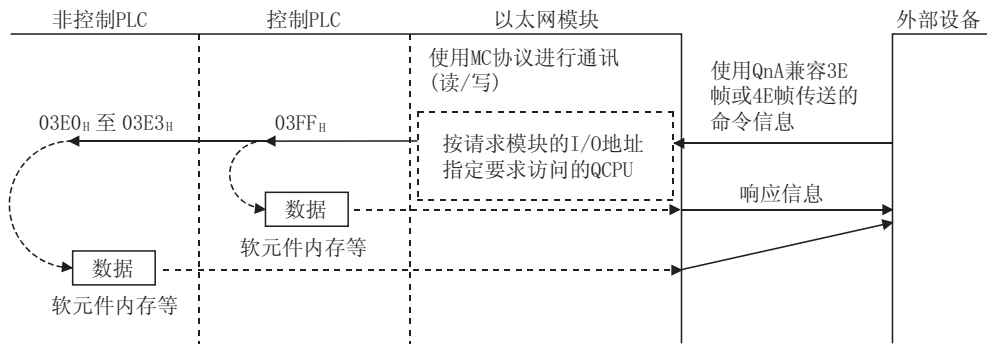 非控制PLC
控制PLC
以太网模块
外部设备
使用MC协议进行通讯
(读/写)
使用QnA兼容3E
帧或4E帧传送的
命令信息
03E0H 至 03E3H
03FFH
按请求模块的I/O地址
指定要求访问的QCPU
数据
响应信息
软元件内存等
数据
软元件内存等